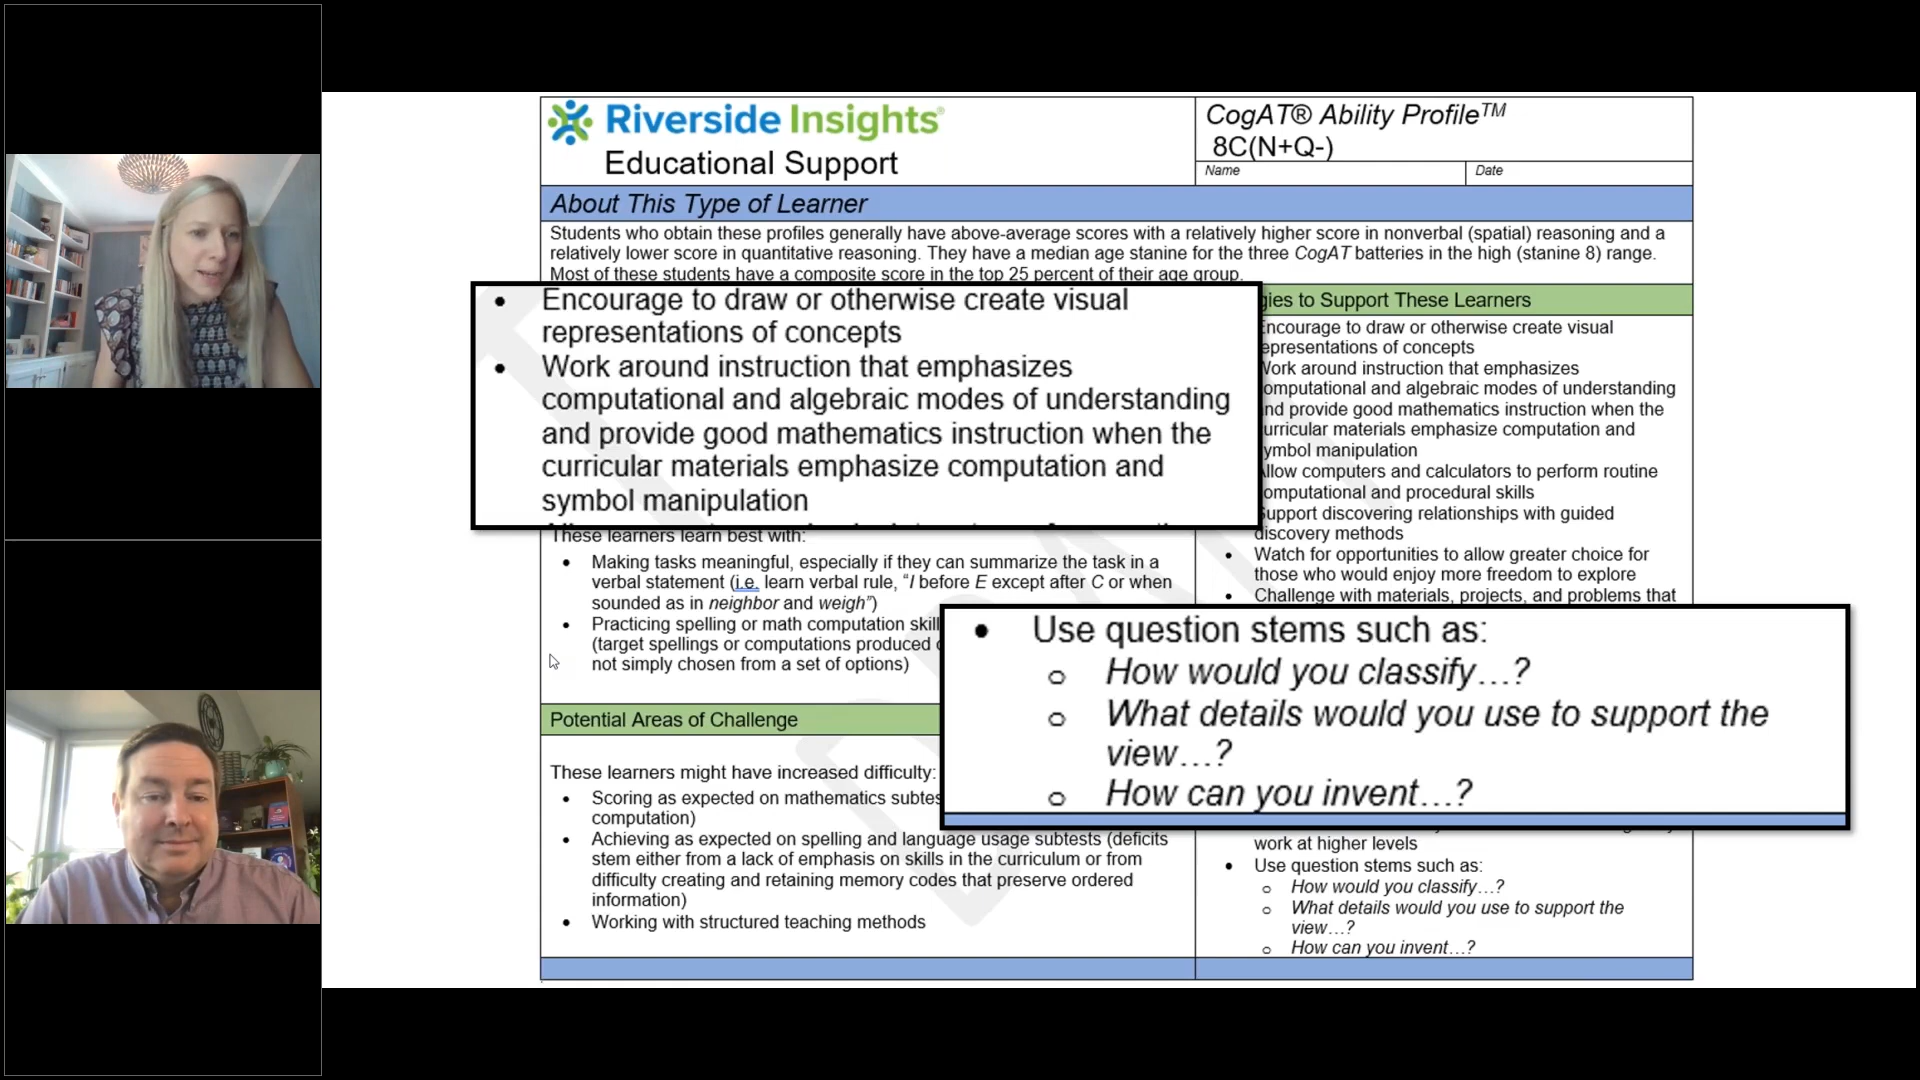 Riverside Insights®
Educational Support
CogAT® Ability Profile™
8C(N+Q-)
Name
Date
About This Type of Learner
Students who obtain these profiles generally have above-average scores with a relatively higher score in nonverbal (spatial) reasoning and a
relatively lower score in quantitative reasoning. They have a median age stanine for the three CogAT batteries in the high (stanine 8) range.
Most of these students have a composite score in the top 25 percent of their age group.
• Encourage to draw or otherwise create visual
representations of concepts
• Work around instruction that emphasizes
computational and algebraic modes of understanding
and provide good mathematics instruction when the
curricular materials emphasize computation and
symbol manipulation
These learners learn best with:
• Making tasks meaningful, especially if they can summarize the task in a
verbal statement (i.e. learn verbal rule, “I before E except after C or when
sounded as in neighbor and weigh”)
• Practicing spelling or math computation skil
(target spellings or computations produced
not simply chosen from a set of options)
Potential Areas of Challenge
These learners might have increased difficulty:
• Scoring as expected on mathematics subtes
computation)
• Achieving as expected on spelling and language usage subtests (deficits
stem either from a lack of emphasis on skills in the curriculum or from
difficulty creating and retaining memory codes that preserve ordered
information)
• Working with structured teaching methods
gies to Support These Learners
Encourage to draw or otherwise create visual
epresentations of concepts
Work around instruction that emphasizes
omputational and algebraic modes of understanding
and provide good mathematics instruction when the
urricular materials emphasize computation and
ymbol manipulation
Allow computers and calculators to perform routine
omputational and procedural skills
Support discovering relationships with guided
discovery methods
• Watch for opportunities to allow greater choice for
those who would enjoy more freedom to explore
• Challenge with materials, projects, and problems that
• Use question stems such as:
o How would you classify…?
o What details would you use to support the
view…?
o How can you invent…?
work at higher levels
• Use question stems such as:
o How would you classify…?
o What details would you use to support the
view…?
o How can you invent…?